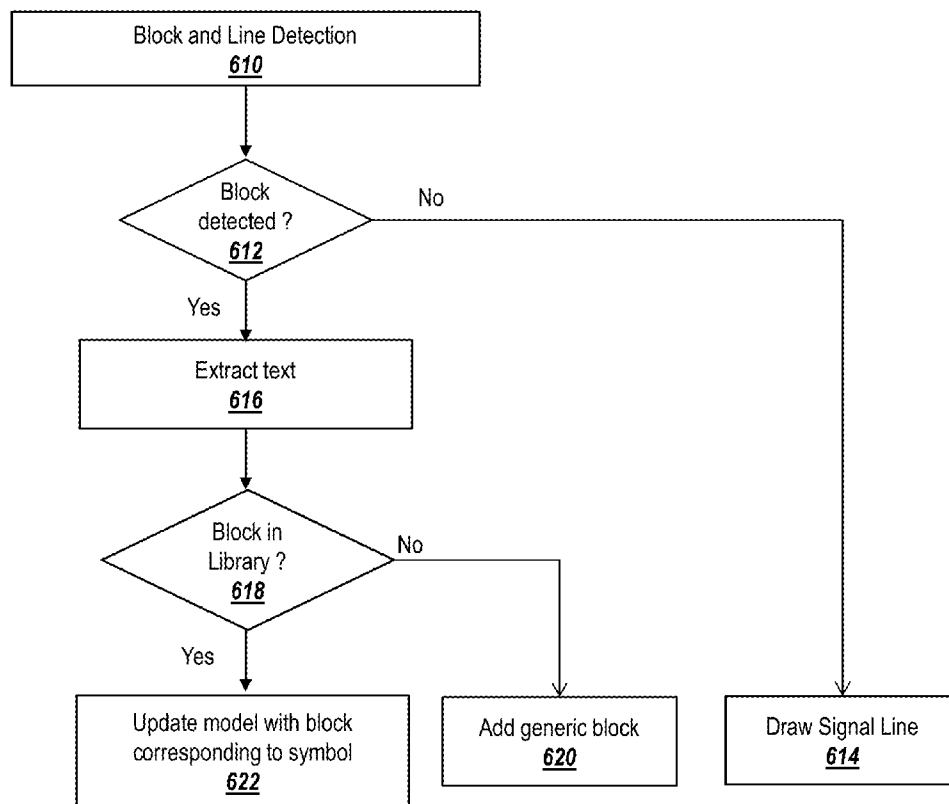 Block and Line Detection
610
Block
detected ?
612
No
Yes
Extract text
616
Block in
Library ?
618
No
Yes
Update model with block
corresponding to symbol
622
Add generic block
620
Draw Signal Line
614